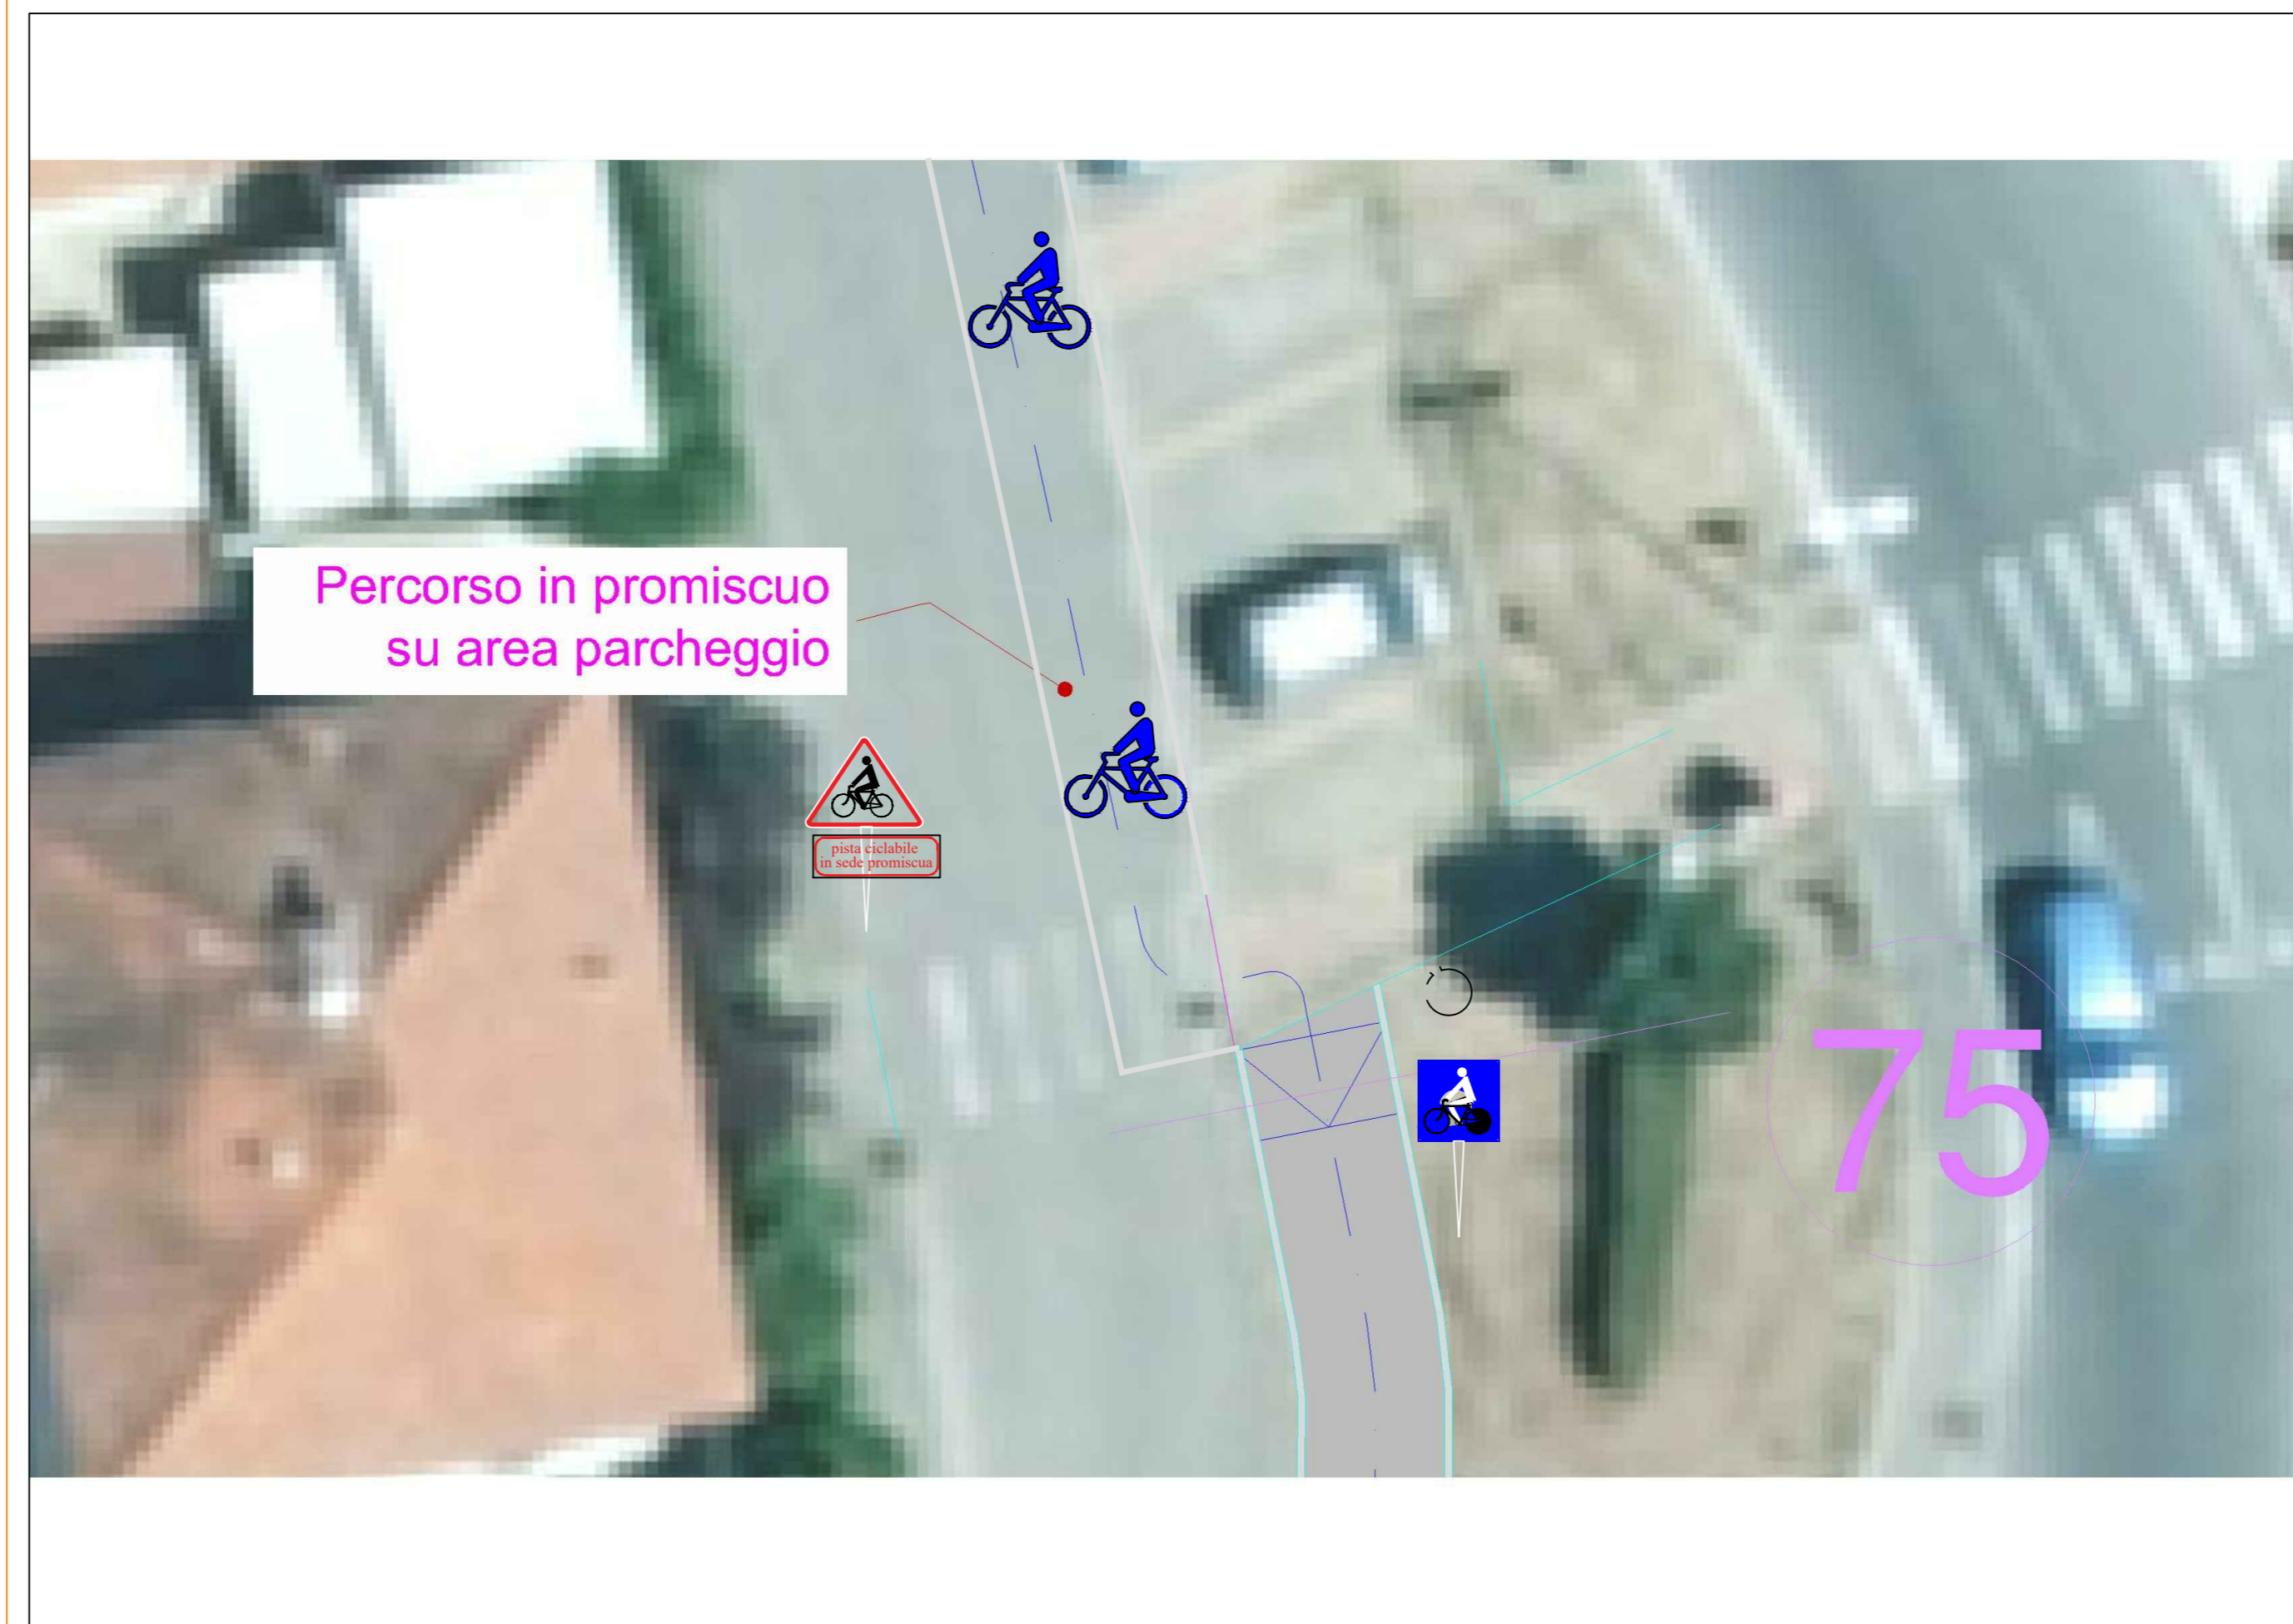 Percorso in promiscuo
su area parcheggio
pista ciclabile
in sede promiscua
75